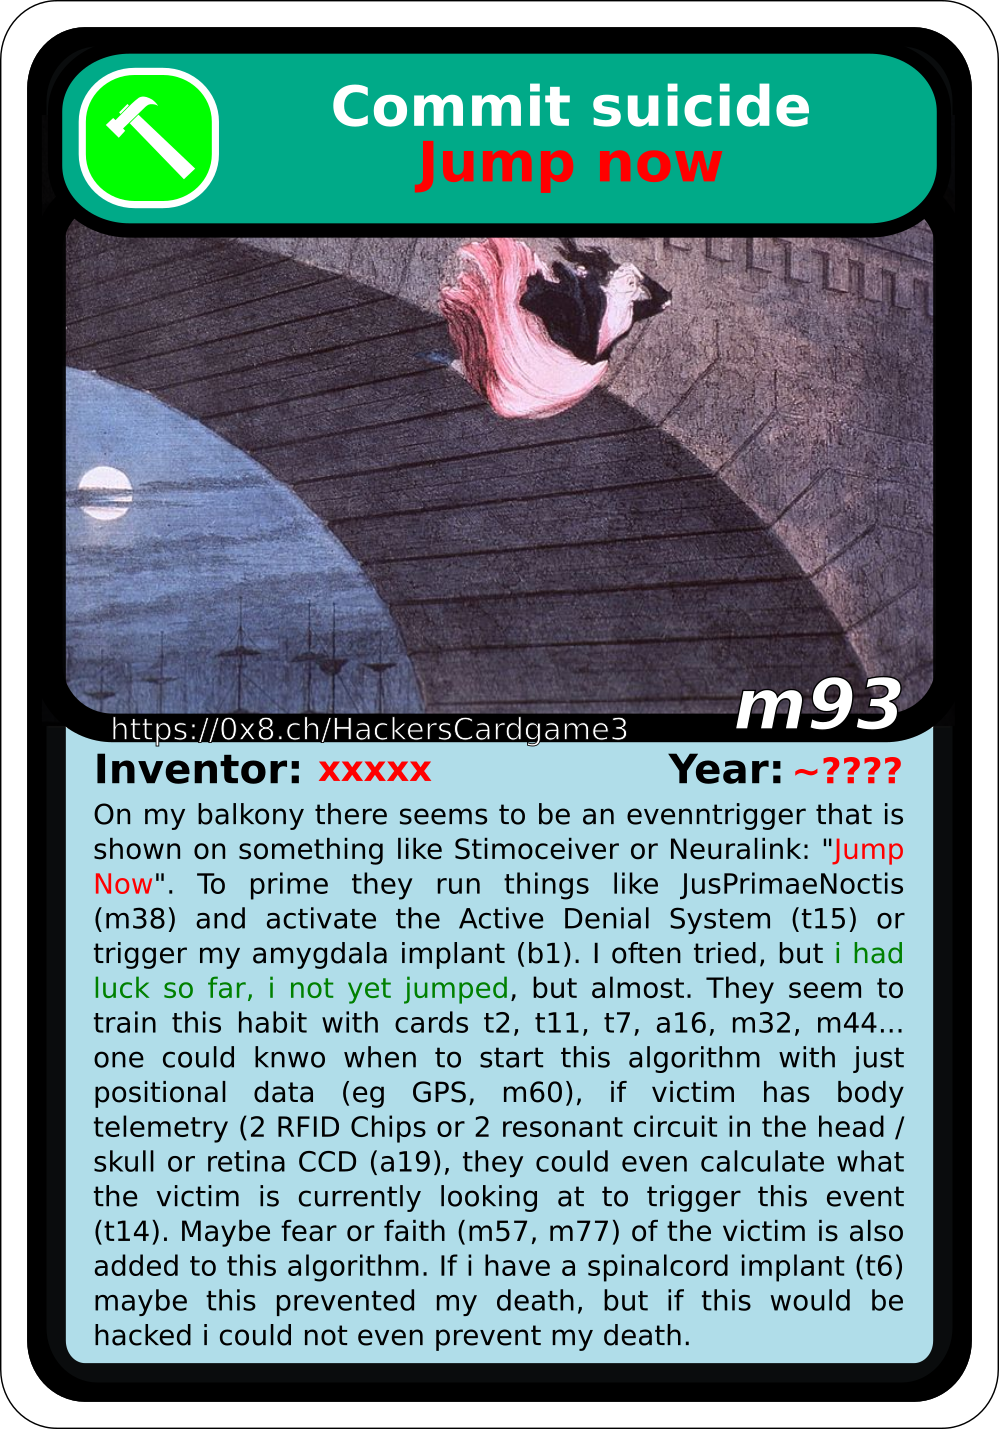 Commit suicide
Jump now
https://0x8.ch/HackersCardgame3
m93
Inventor: xxxxx Year: ~????
On my balkony there seems to be an evenntrigger that is
shown on something like Stimoceiver or Neuralink: "Jump
Now". To prime they run things like JusPrimaeNoctis
(m38) and activate the Active Denial System (t15) or
trigger my amygdala implant (b1). I often tried, but i had
luck so far, i not yet jumped, but almost. They seem to
train this habit with cards t2, t11, t7, a16, m32, m44...
one could knwo when to start this algorithm with just
positional data (eg GPS, m60), if victim has body
telemetry (2 RFID Chips or 2 resonant circuit in the head /
skull or retina CCD (a19), they could even calculate what
the victim is currently looking at to trigger this event
(t14). Maybe fear or faith (m57, m77) of the victim is also
added to this algorithm. If i have a spinalcord implant (t6)
maybe this prevented my death, but if this would be
hacked i could not even prevent my death.